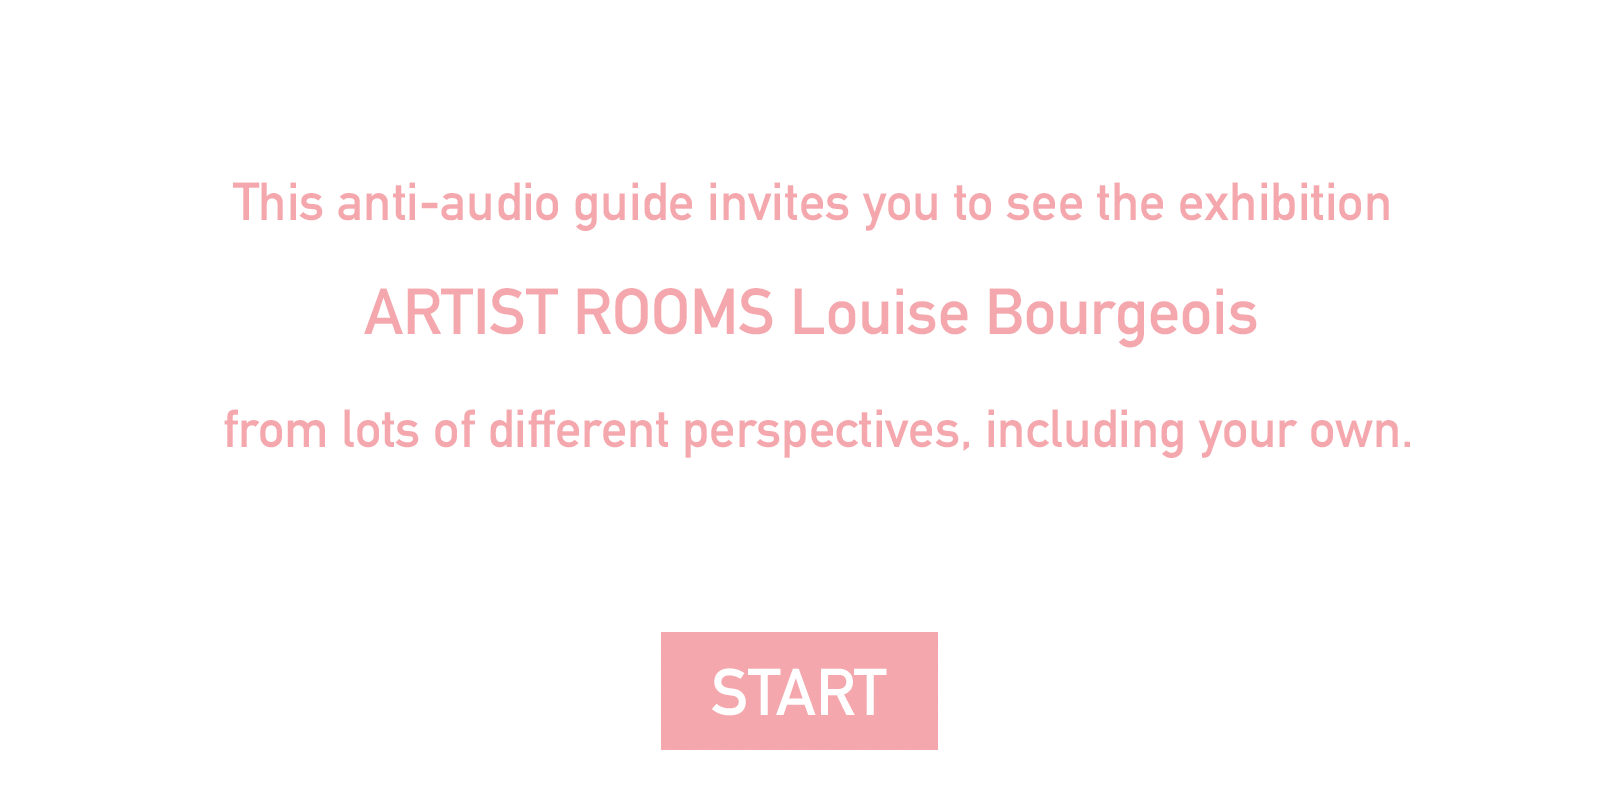 This anti-audio guide invites you to see the exhibition
ARTIST ROOMS Louise Bourgeois
from lots of different perspectives, including your own.
START